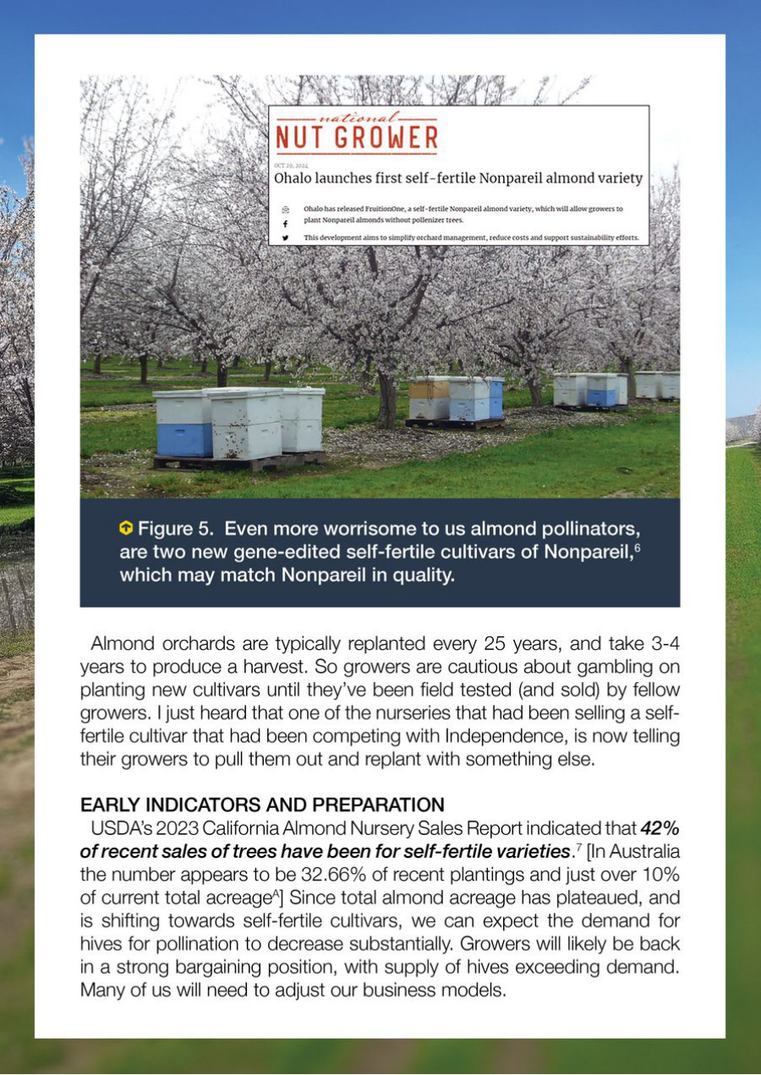 national
NUT GROWER
OCT 29, 2024
Ohalo launches first self-fertile Nonpareil almond variety
Ohalo has released FruitionOne, a self-fertile Nonpareil almond variety, which will allow growers to
plant Nonpareil almonds without pollenizer trees.
This development aims to simplify orchard management, reduce costs and support sustainability efforts.
Figure 5. Even more worrisome to us almond pollinators,
are two new gene-edited self-fertile cultivars of Nonpareil,6
which may match Nonpareil in quality.
Almond orchards are typically replanted every 25 years, and take 3-4
years to produce a harvest. So growers are cautious about gambling on
planting new cultivars until they've been field tested (and sold) by fellow
growers. I just heard that one of the nurseries that had been selling a self-
fertile cultivar that had been competing with Independence, is now telling
their growers to pull them out and replant with something else.
EARLY INDICATORS AND PREPARATION
USDA's 2023 California Almond Nursery Sales Report indicated that 42%
of recent sales of trees have been for self-fertile varieties.7 [In Australia
the number appears to be 32.66% of recent plantings and just over 10%
of current total acreageA] Since total almond acreage has plateaued, and
is shifting towards self-fertile cultivars, we can expect the demand for
hives for pollination to decrease substantially. Growers will likely be back
in a strong bargaining position, with supply of hives exceeding demand.
Many of us will need to adjust our business models.